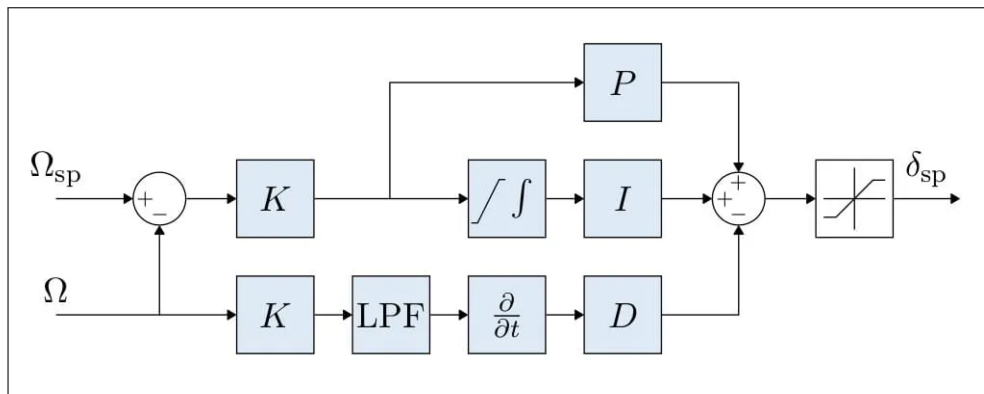 P
Ω_sp
+
−
K
∫
I
+
+
−
δ_sp
Ω
K
LPF
∂/∂t
D